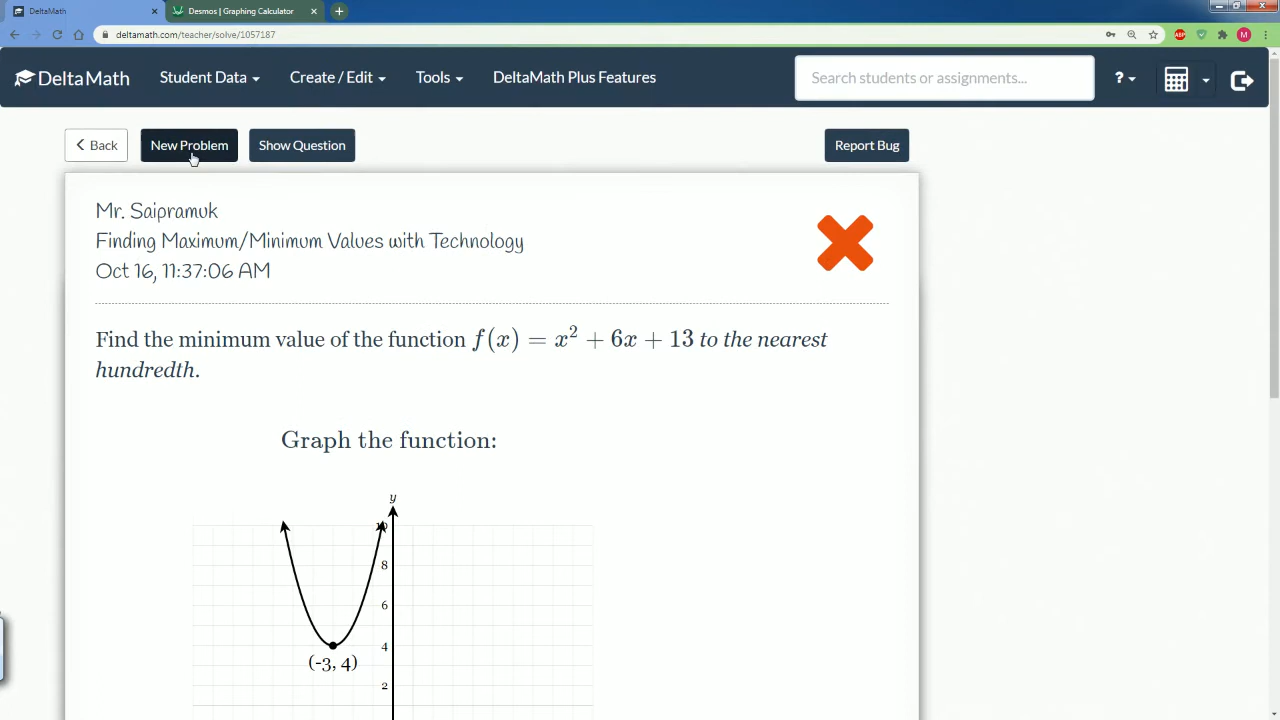 DeltaMath
Desmos | Graphing Calculator
deltamath.com/teacher/solve/1057187
M
DeltaMath
Student Data
Create / Edit
Tools
DeltaMath Plus Features
Search students or assignments...
?
Back
New Problem
Show Question
Report Bug
Mr. Saipramuk
Finding Maximum/Minimum Values with Technology
Oct 16, 11:37:06 AM
Find the minimum value of the function f(x) = x² + 6x + 13 to the nearest
hundredth.
Graph the function:
y
10
8
6
4
(-3, 4)
2